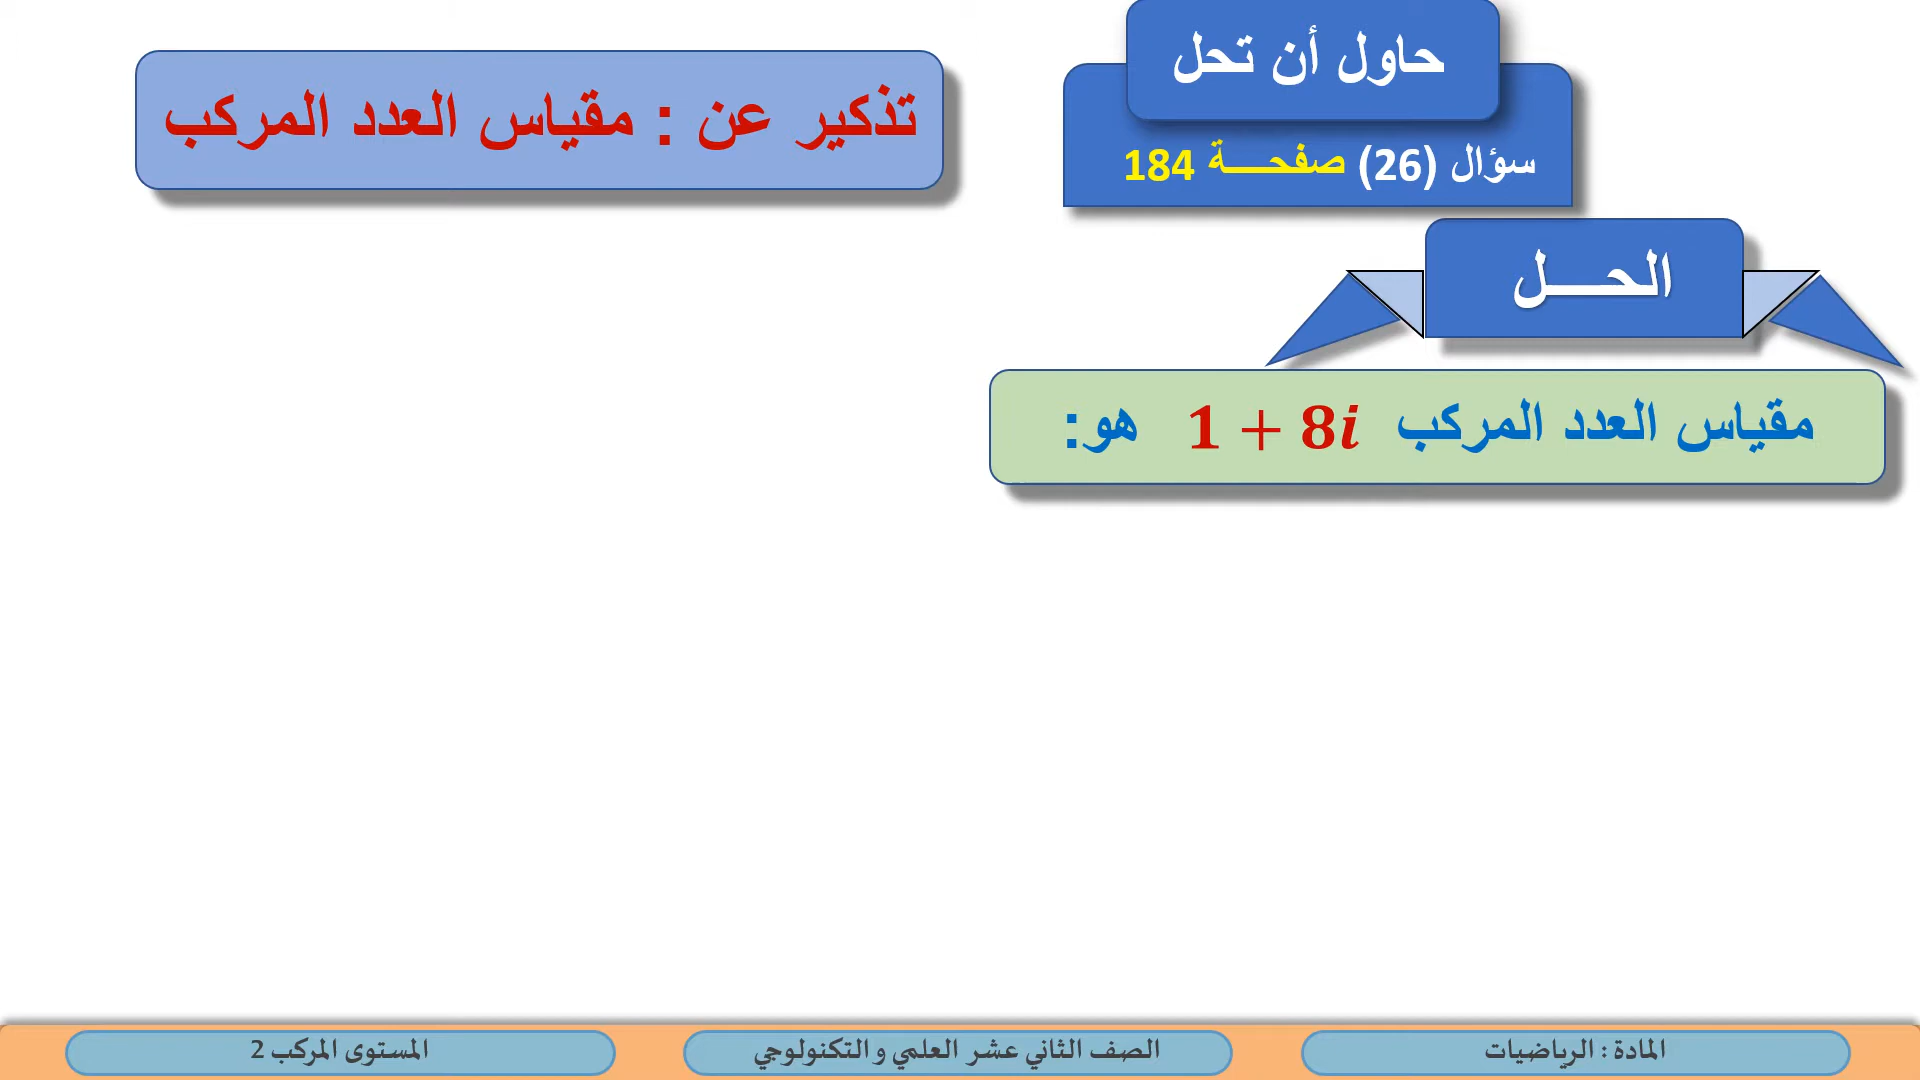 حاول أن تحل
سؤال (26) صفحـــة 184
تذكير عن : مقياس العدد المركب
الحـــل
مقياس العدد المركب 1 + 8i هو:
المادة : الرياضيات
الصف الثاني عشر العلمي و التكنولوجي
المستوى المركب 2